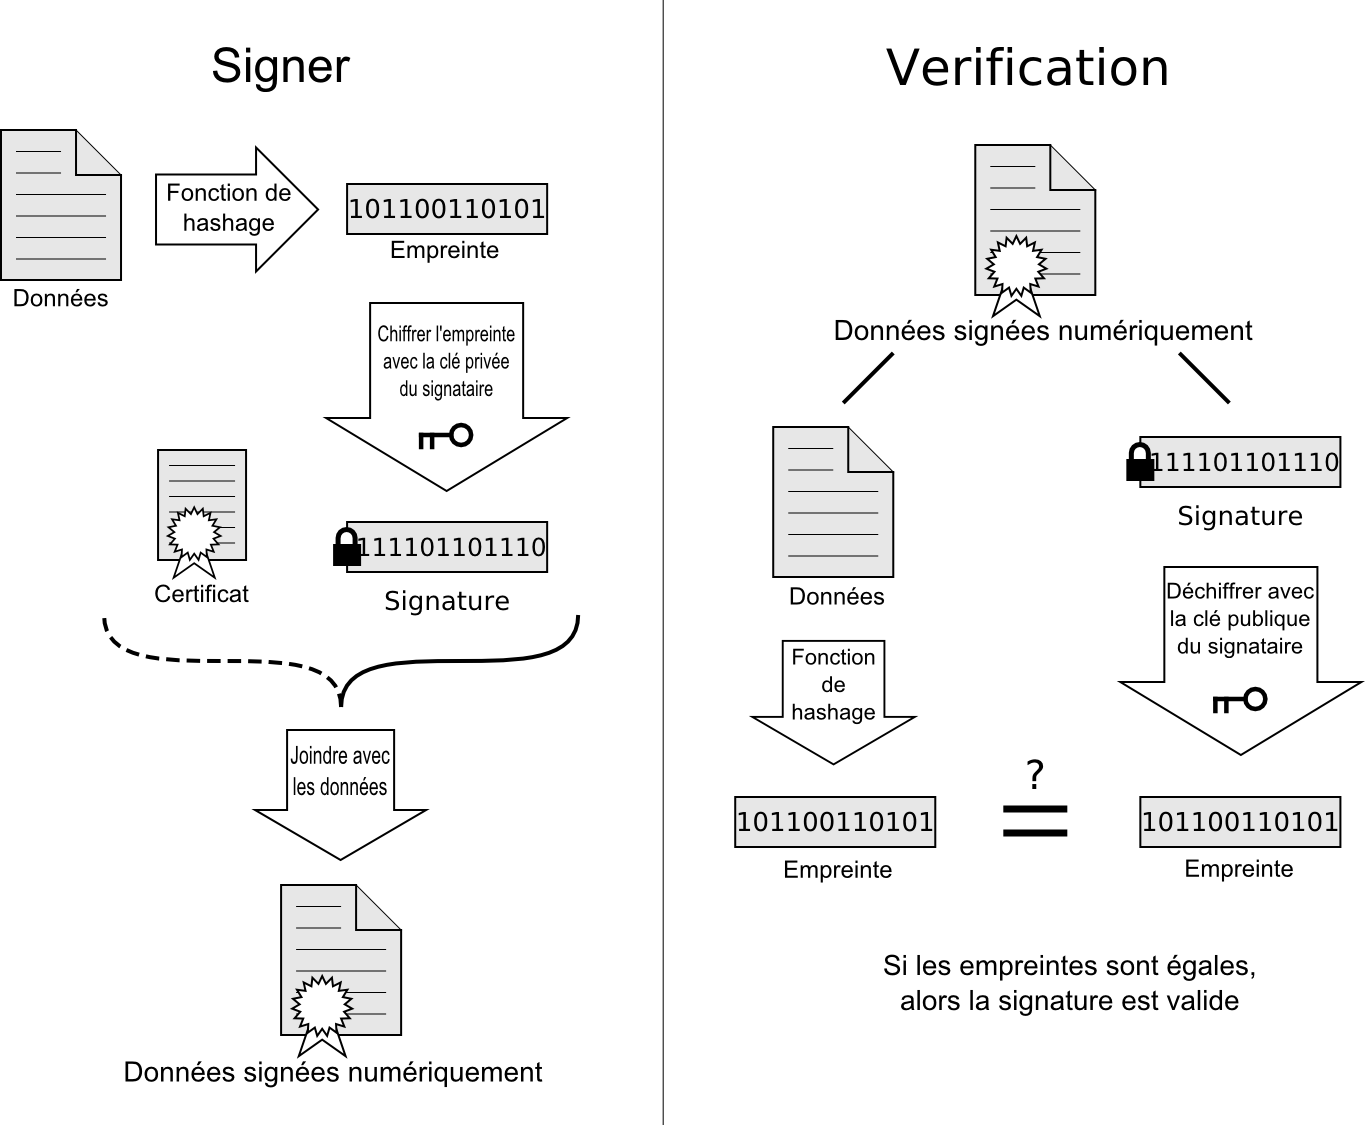 Signer
Fonction de
hashage
101100110101
Empreinte
Données
Chiffrer l'empreinte
avec la clé privée
du signataire
Certificat
111101101110
Signature
Joindre avec
les données
Données signées numériquement
Verification
Données signées numériquement
Données
111101101110
Signature
Fonction
de
hashage
Déchiffrer avec
la clé publique
du signataire
101100110101
Empreinte
?
101100110101
Empreinte
Si les empreintes sont égales,
alors la signature est valide